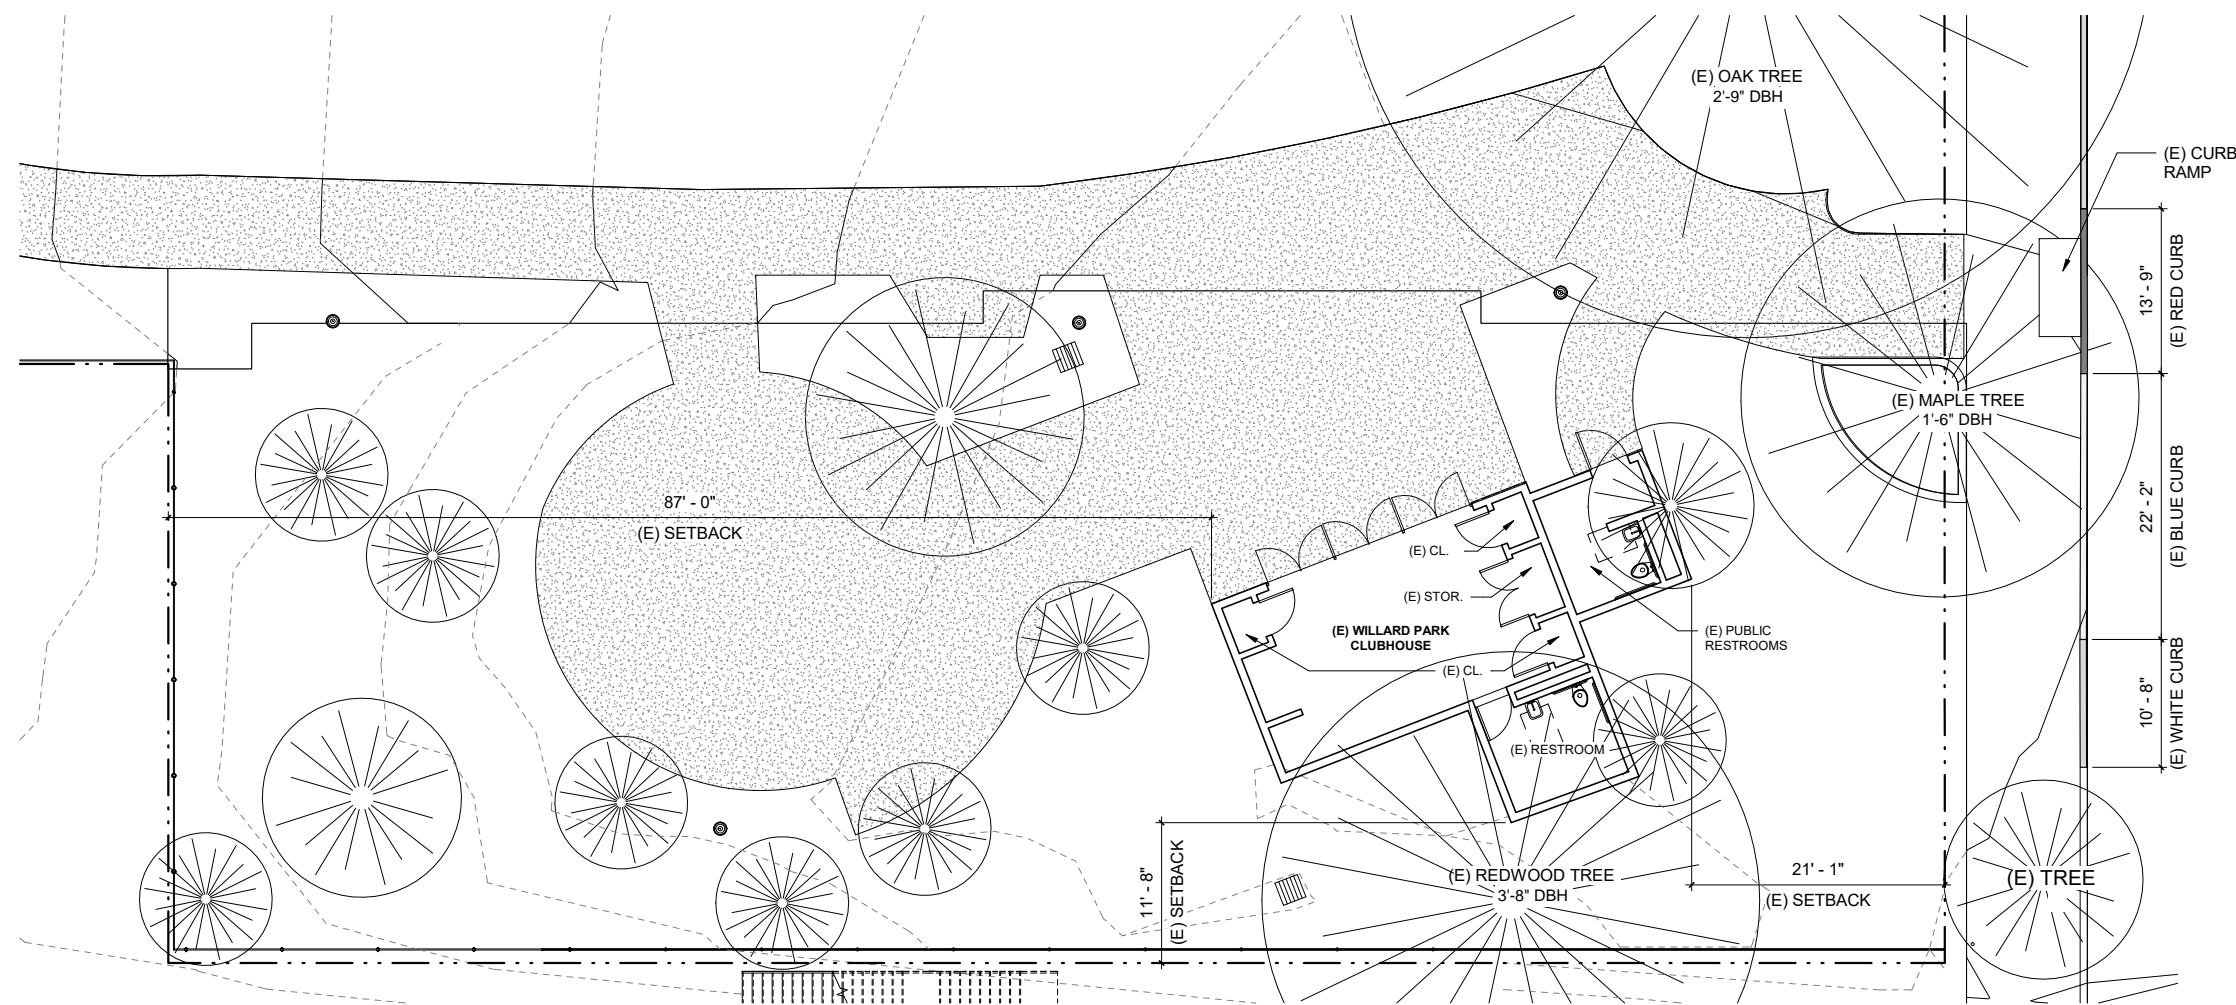 (E) OAK TREE
2'-9" DBH
(E) CURB
RAMP
13' - 9"
(E) RED CURB
(E) MAPLE TREE
1'-6" DBH
87' - 0"
(E) SETBACK
22' - 2"
(E) BLUE CURB
(E) CL.
(E) STOR.
(E) WILLARD PARK
CLUBHOUSE
(E) PUBLIC
RESTROOMS
(E) CL.
10' - 8"
(E) WHITE CURB
(E) RESTROOM
11' - 8"
(E) SETBACK
(E) REDWOOD TREE
3'-8" DBH
21' - 1"
(E) SETBACK
(E) TREE